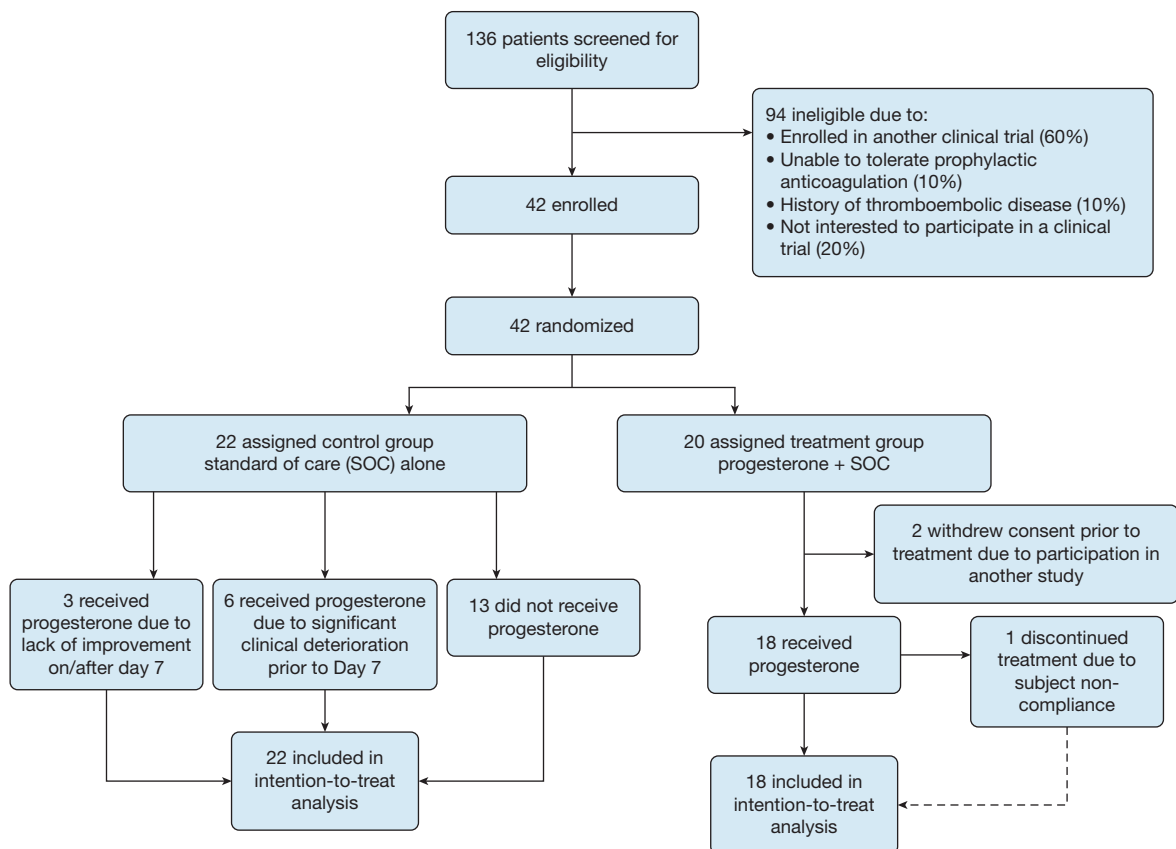 136 patients screened for
eligibility
94 ineligible due to:
• Enrolled in another clinical trial (60%)
• Unable to tolerate prophylactic
anticoagulation (10%)
• History of thromboembolic disease (10%)
• Not interested to participate in a clinical
trial (20%)
42 enrolled
42 randomized
22 assigned control group
standard of care (SOC) alone
20 assigned treatment group
progesterone + SOC
2 withdrew consent prior to
treatment due to participation in
another study
3 received
progesterone due to
lack of improvement
on/after day 7
6 received progesterone
due to significant
clinical deterioration
prior to Day 7
13 did not receive
progesterone
18 received
progesterone
1 discontinued
treatment due to
subject non-
compliance
22 included in
intention-to-treat
analysis
18 included in
intention-to-treat
analysis